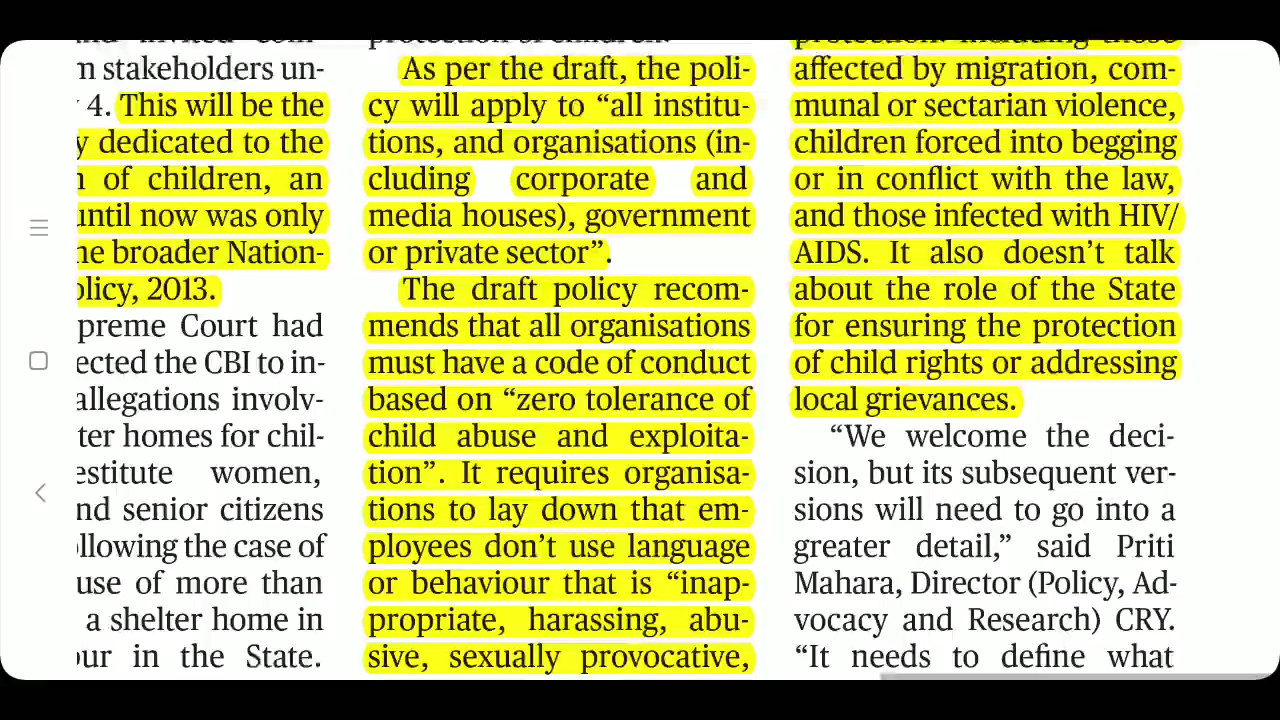 m stakeholders un-
4. This will be the
y dedicated to the
of children, an
until now was only
he broader Nation-
olicy, 2013.
preme Court had
ected the CBI to in-
allegations involv-
ter homes for chil-
estitute women,
nd senior citizens
ollowing the case of
use of more than
a shelter home in
our in the State.
protection of children.
As per the draft, the poli-
cy will apply to “all institu-
tions, and organisations (in-
cluding corporate and
media houses), government
or private sector”.
The draft policy recom-
mends that all organisations
must have a code of conduct
based on “zero tolerance of
child abuse and exploita-
tion”. It requires organisa-
tions to lay down that em-
ployees don’t use language
or behaviour that is “inap-
propriate, harassing, abu-
sive, sexually provocative,
protection. including those
affected by migration, com-
munal or sectarian violence,
children forced into begging
or in conflict with the law,
and those infected with HIV/
AIDS. It also doesn’t talk
about the role of the State
for ensuring the protection
of child rights or addressing
local grievances.
“We welcome the deci-
sion, but its subsequent ver-
sions will need to go into a
greater detail,” said Priti
Mahara, Director (Policy, Ad-
vocacy and Research) CRY.
“It needs to define what